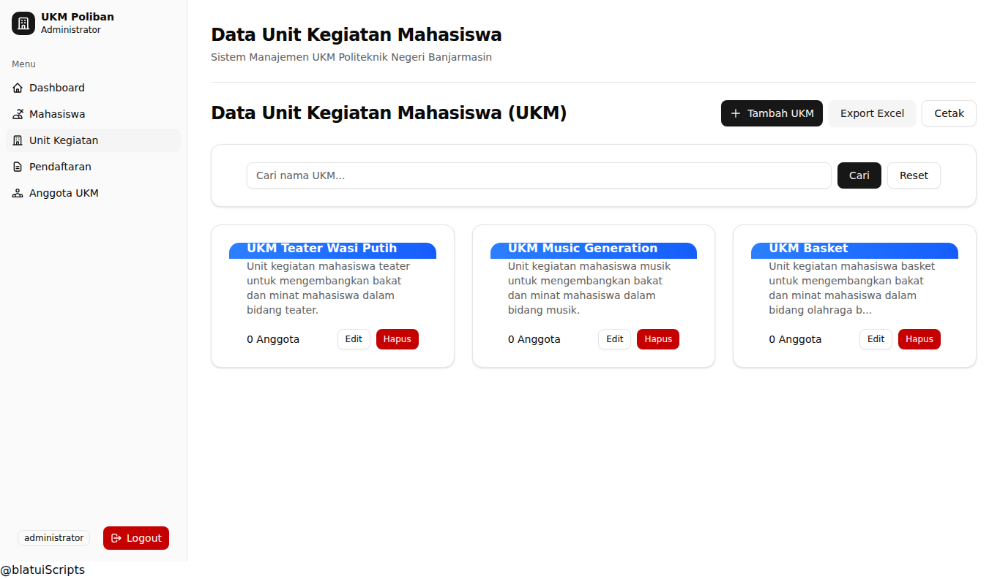 UKM Poliban
Administrator
Menu
Dashboard
Mahasiswa
Unit Kegiatan
Pendaftaran
Anggota UKM
administrator
Logout
Data Unit Kegiatan Mahasiswa
Sistem Manajemen UKM Politeknik Negeri Banjarmasin
Data Unit Kegiatan Mahasiswa (UKM)
Tambah UKM
Export Excel
Cetak
Cari nama UKM...
Cari
Reset
UKM Teater Wasi Putih
Unit kegiatan mahasiswa teater
untuk mengembangkan bakat
dan minat mahasiswa dalam
bidang teater.
0 Anggota
Edit
Hapus
UKM Music Generation
Unit kegiatan mahasiswa musik
untuk mengembangkan bakat
dan minat mahasiswa dalam
bidang musik.
0 Anggota
Edit
Hapus
UKM Basket
Unit kegiatan mahasiswa basket
untuk mengembangkan bakat
dan minat mahasiswa dalam
bidang olahraga b...
0 Anggota
Edit
Hapus
@blatuiScripts